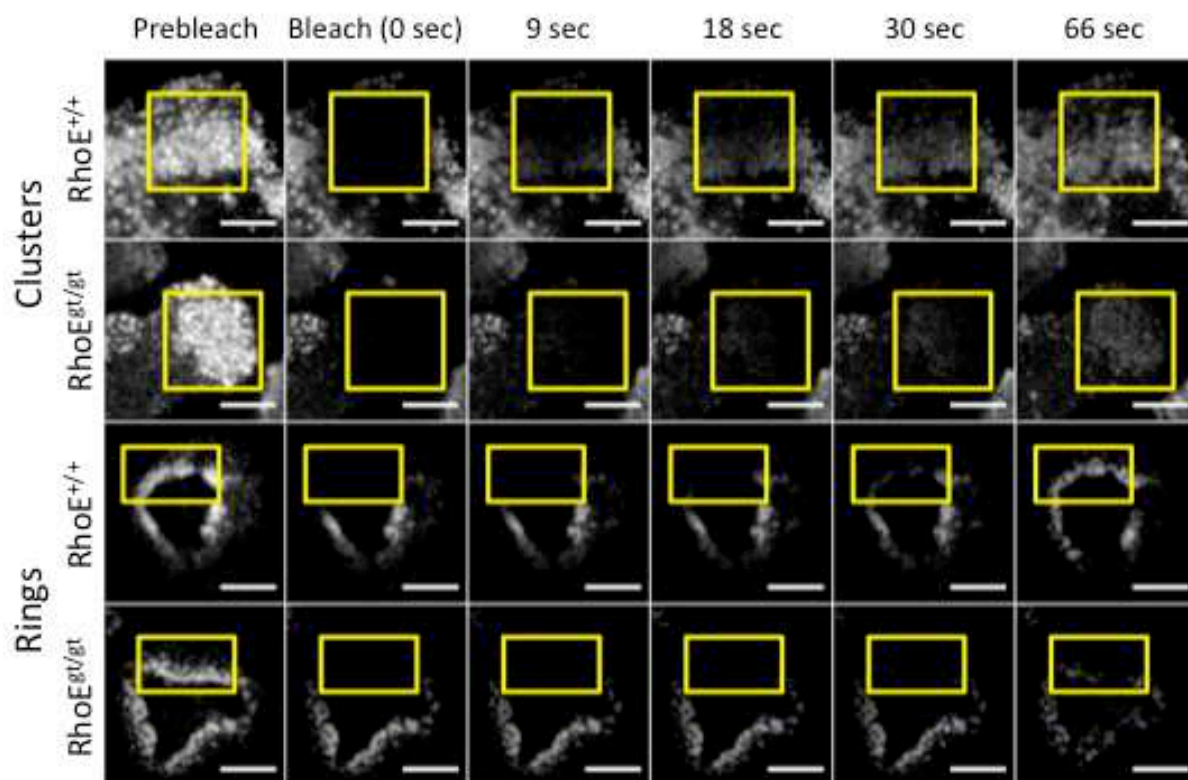 Prebleach Bleach (0 sec) 9 sec 18 sec 30 sec 66 sec
Clusters
RhoE+/+
RhoEgt/gt
Rings
RhoE+/+
RhoEgt/gt